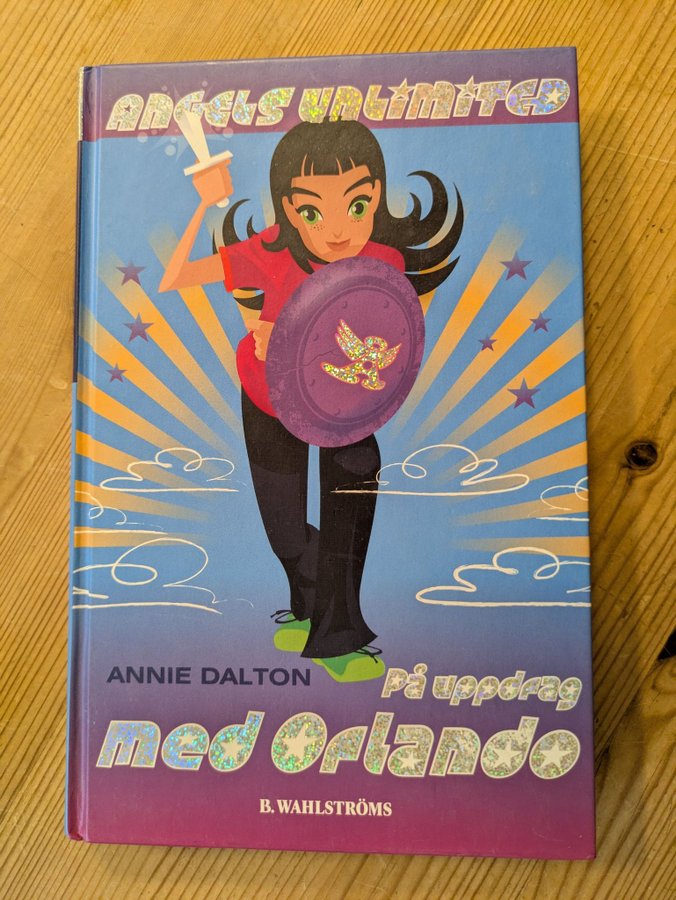 ANGELS UNLIMITED
ANNIE DALTON
På uppdrag
med Orlando
B. WAHLSTRÖMS